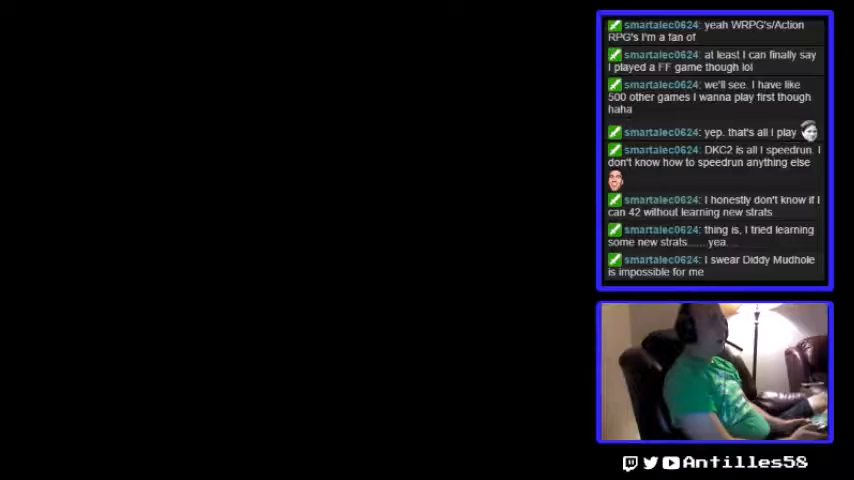 smartalec0624: yeah WRPG's/Action
RPG's I'm a fan of
smartalec0624: at least I can finally say
I played a FF game though lol
smartalec0624: we'll see. I have like
500 other games I wanna play first though
haha
smartalec0624: yep. that's all I play
smartalec0624: DKC2 is all I speedrun. I
don't know how to speedrun anything else
smartalec0624: I honestly don't know if I
can 42 without learning new strats
smartalec0624: thing is, I tried learning
some new strats......yea....
smartalec0624: I swear Diddy Mudhole
is impossible for me
Antilles58